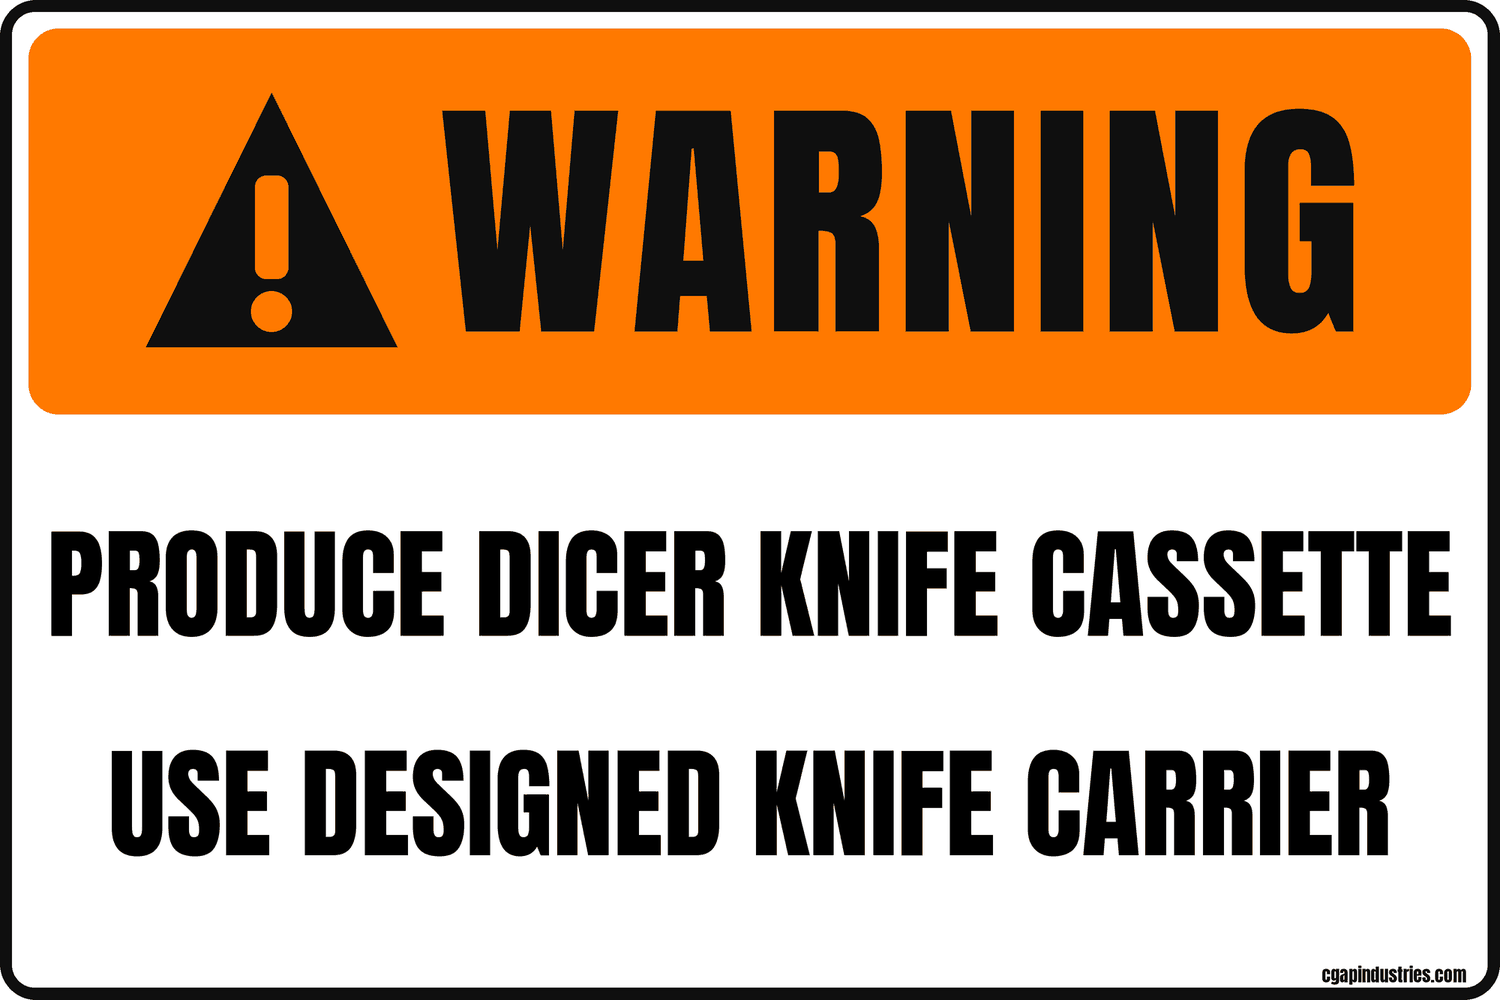 WARNING
PRODUCE DICER KNIFE CASSETTE
USE DESIGNED KNIFE CARRIER
cgapindustries.com